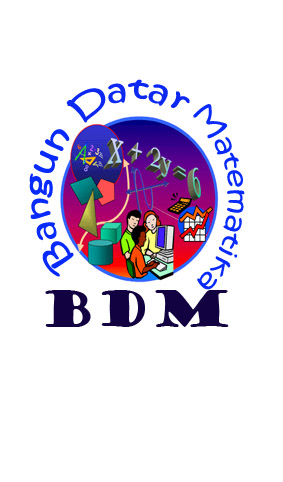 Bangun Datar Matematika
X + 2y = 6
BDM